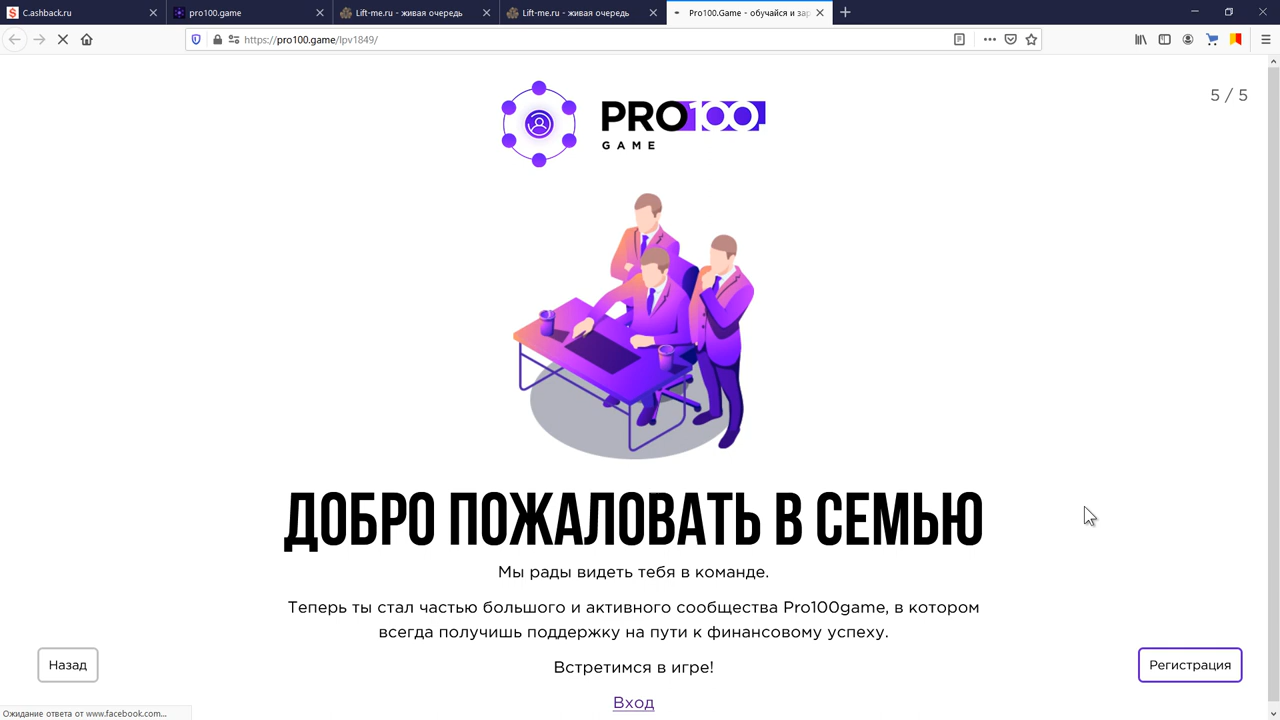 C.ashback.ru
pro100.game
Lift-me.ru - живая очередь
Lift-me.ru - живая очередь
Pro100.Game - обучайся и зар
https://pro100.game/lpv1849/
5 / 5
PRO100
GAME
ДОБРО ПОЖАЛОВАТЬ В СЕМЬЮ
Мы рады видеть тебя в команде.
Теперь ты стал частью большого и активного сообщества Pro100game, в котором
всегда получишь поддержку на пути к финансовому успеху.
Встретимся в игре!
Назад
Регистрация
Вход
Ожидание ответа от www.facebook.com...